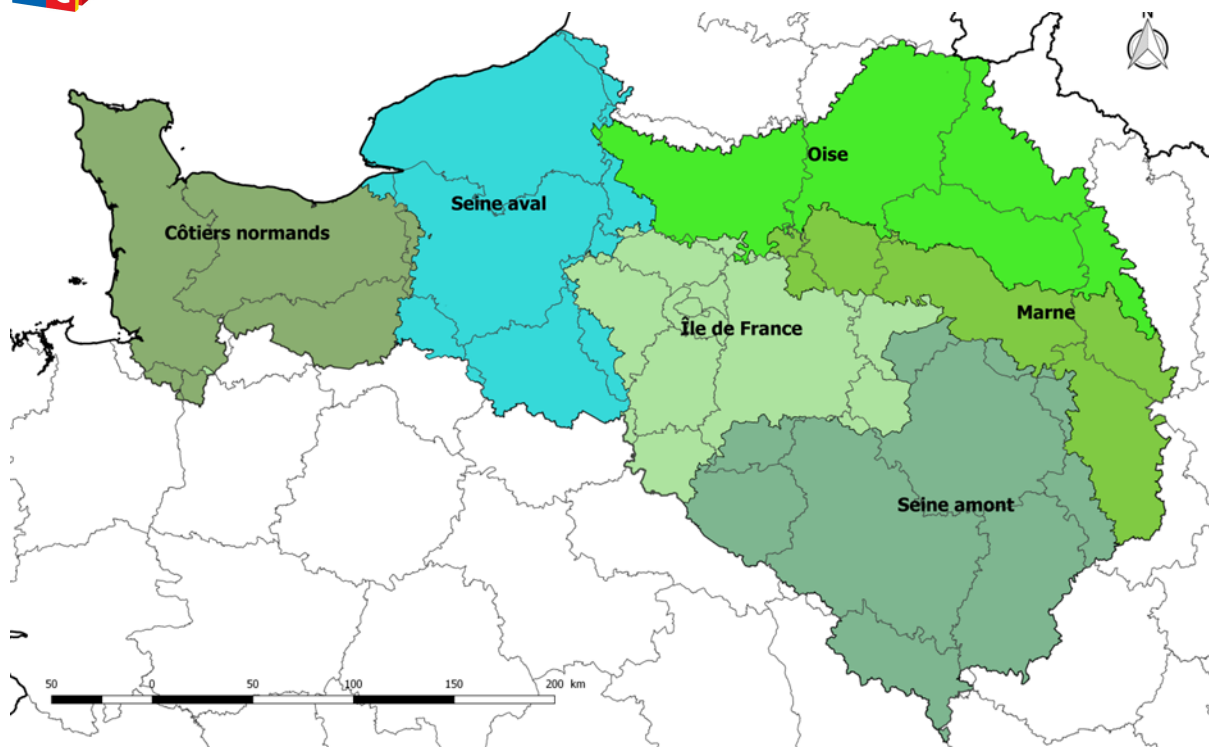 N
Oise
Seine aval
Côtiers normands
Marne
Île de France
Seine amont
50 0 50 100 150 200 km